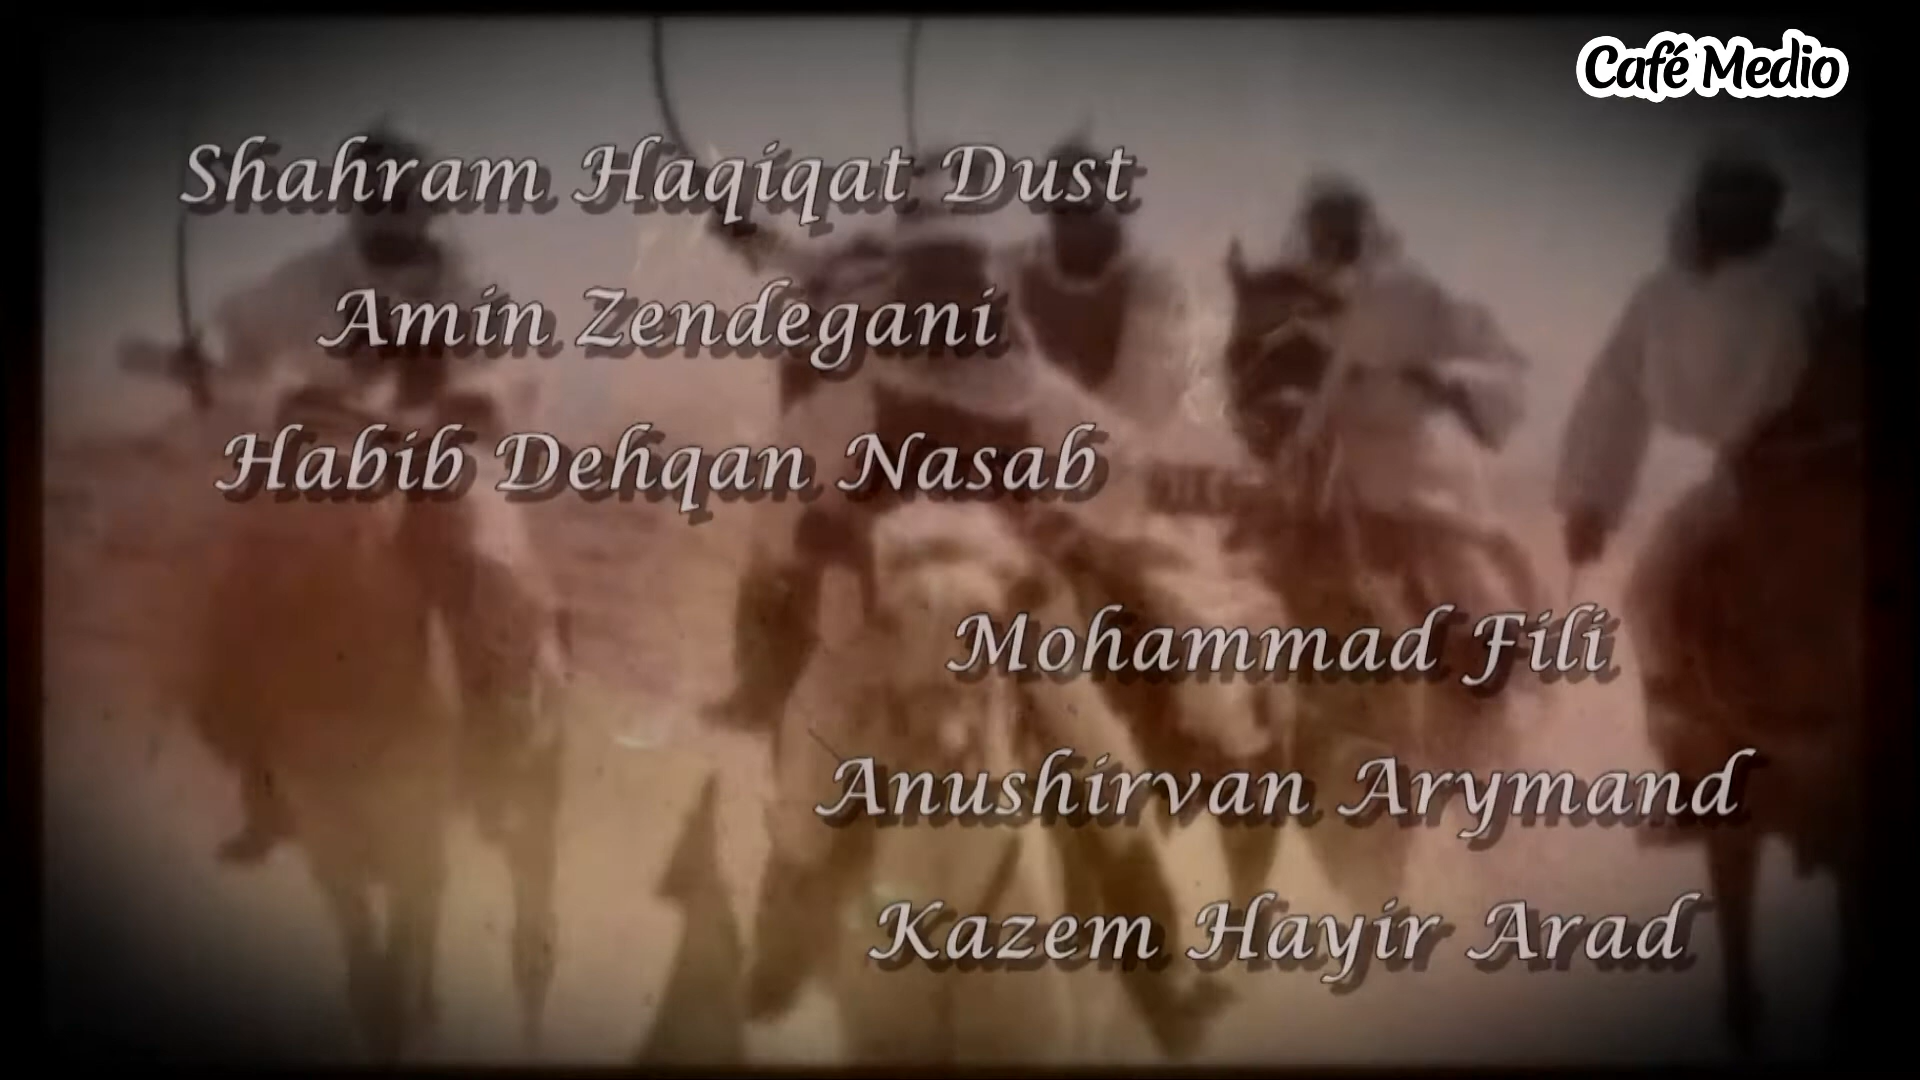 Café Medio
Shahram Haqiqat Dust
Amin Zendegani
Habib Dehqan Nasab
Mohammad Fili
Anushirvan Arymand
Kazem Hayir Arad